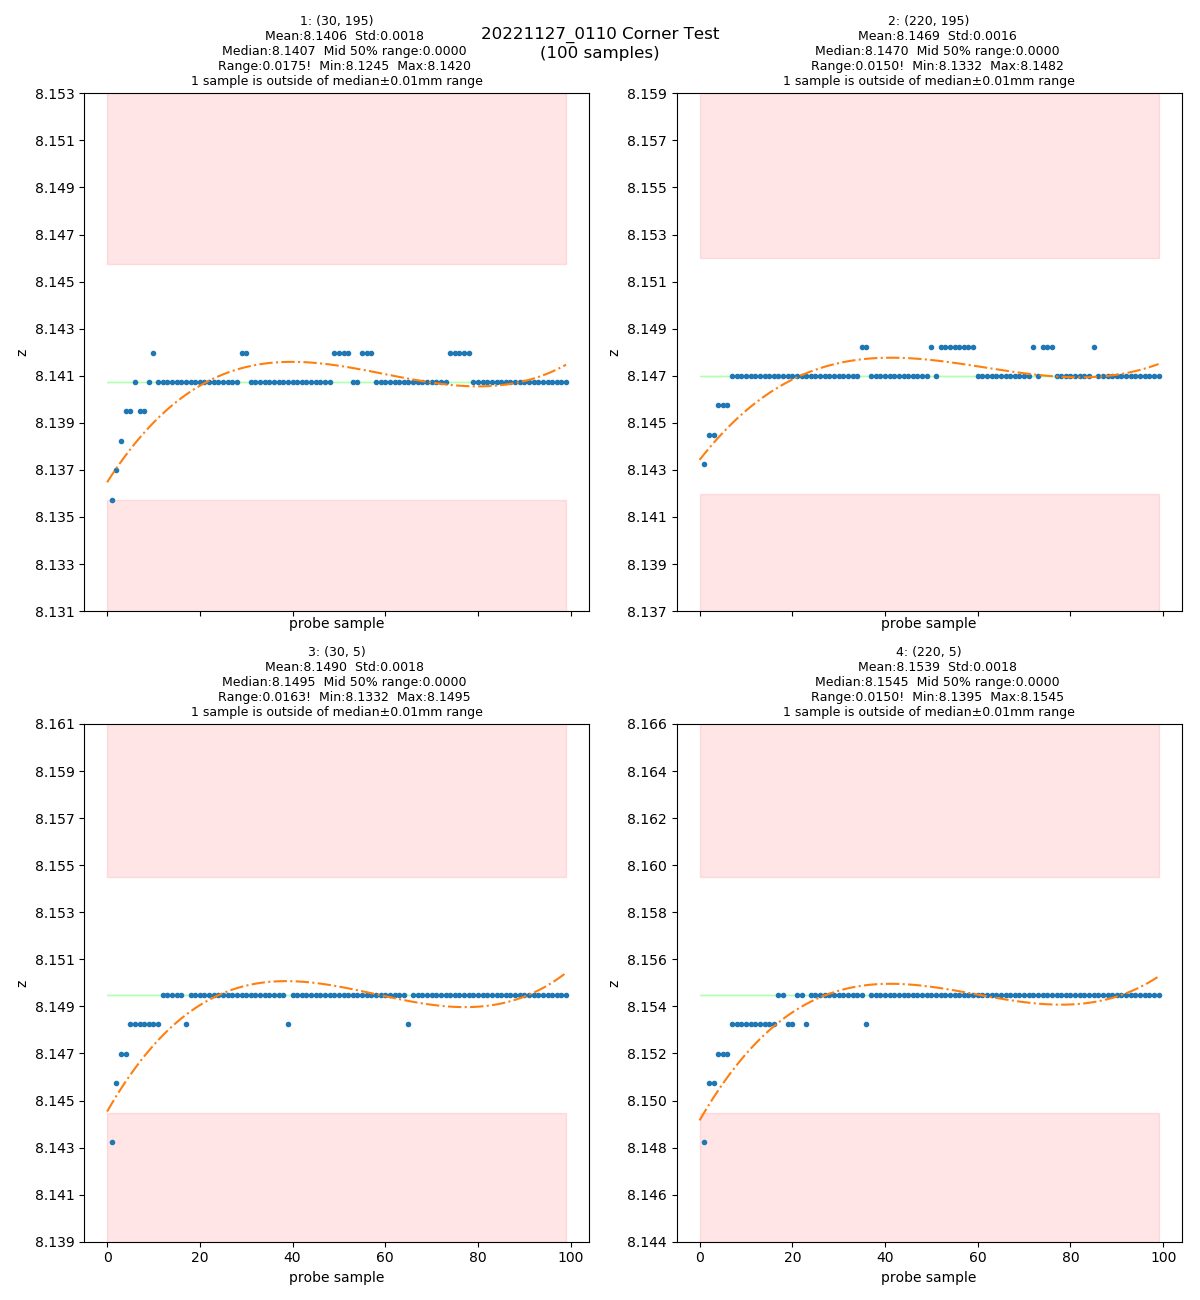 20221127_0110 Corner Test
(100 samples)
1: (30, 195)
Mean:8.1406  Std:0.0018
Median:8.1407  Mid 50% range:0.0000
Range:0.0175!  Min:8.1245  Max:8.1420
1 sample is outside of median±0.01mm range
8.153
8.151
8.149
8.147
8.145
8.143
8.141
8.139
8.137
8.135
8.133
8.131
z
probe sample
2: (220, 195)
Mean:8.1469  Std:0.0016
Median:8.1470  Mid 50% range:0.0000
Range:0.0150!  Min:8.1332  Max:8.1482
1 sample is outside of median±0.01mm range
8.159
8.157
8.155
8.153
8.151
8.149
8.147
8.145
8.143
8.141
8.139
8.137
z
probe sample
3: (30, 5)
Mean:8.1490  Std:0.0018
Median:8.1495  Mid 50% range:0.0000
Range:0.0163!  Min:8.1332  Max:8.1495
1 sample is outside of median±0.01mm range
8.161
8.159
8.157
8.155
8.153
8.151
8.149
8.147
8.145
8.143
8.141
8.139
z
0 20 40 60 80 100
probe sample
4: (220, 5)
Mean:8.1539  Std:0.0018
Median:8.1545  Mid 50% range:0.0000
Range:0.0150!  Min:8.1395  Max:8.1545
1 sample is outside of median±0.01mm range
8.166
8.164
8.162
8.160
8.158
8.156
8.154
8.152
8.150
8.148
8.146
8.144
z
0 20 40 60 80 100
probe sample